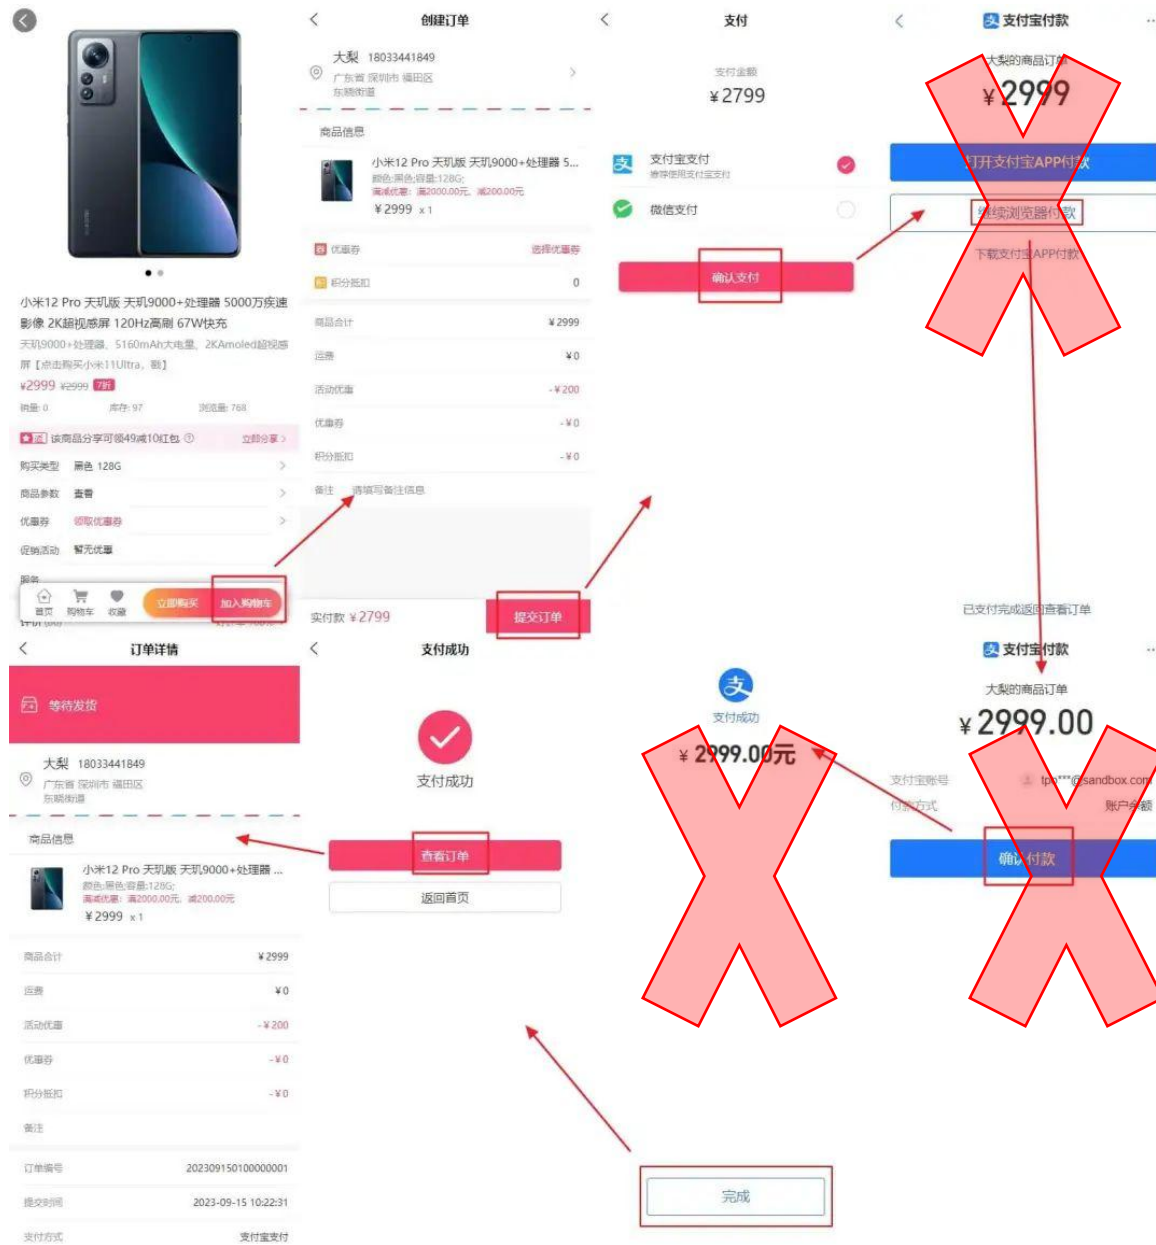 小米12 Pro 天玑版 天玑9000+处理器 5000万疾速
影像 2K超视感屏 120Hz高刷 67W快充
天玑9000+处理器、5160mAh大电量、2KAmoled超视感
屏【点击购买小米11Ultra，戳】
¥2999 ¥2999 7折
销量: 0 库存: 97 浏览量: 768
该商品分享可领49减10红包 立即分享 >
购买类型 黑色 128G >
商品参数 查看 >
优惠券 领取优惠券 >
促销活动 暂无优惠
服务
首页 购物车 收藏 立即购买 加入购物车
创建订单
大梨 18033441849
广东省 深圳市 福田区
东晓街道
商品信息
小米12 Pro 天玑版 天玑9000+处理器 5...
颜色:黑色;容量:128G;
满减优惠：满2000.00元，减200.00元
¥2999 x 1
优惠券 选择优惠券
积分抵扣 0
商品合计 ¥2999
运费 ¥0
活动优惠 -¥200
优惠券 -¥0
积分抵扣 -¥0
备注 请填写备注信息
实付款 ¥2799 提交订单
支付
支付金额
¥2799
支付宝支付
推荐使用支付宝支付
微信支付
确认支付
支付宝付款 ..
大梨的商品订单
¥2999
打开支付宝APP付款
继续浏览器付款
下载支付宝APP付款
已支付完成返回查看订单
订单详情
等待发货
大梨 18033441849
广东省 深圳市 福田区
东晓街道
商品信息
小米12 Pro 天玑版 天玑9000+处理器 ...
颜色:黑色;容量:128G;
满减优惠：满2000.00元，减200.00元
¥2999 x 1
商品合计 ¥2999
运费 ¥0
活动优惠 -¥200
优惠券 -¥0
积分抵扣 -¥0
备注
订单编号 202309150100000001
提交时间 2023-09-15 10:22:31
支付方式 支付宝支付
支付成功
支付成功
查看订单
返回首页
支付成功
¥ 2999.00元
完成
支付宝付款 ..
大梨的商品订单
¥2999.00
支付宝账号 tpp***@sandbox.com
付款方式 账户余额
确认付款